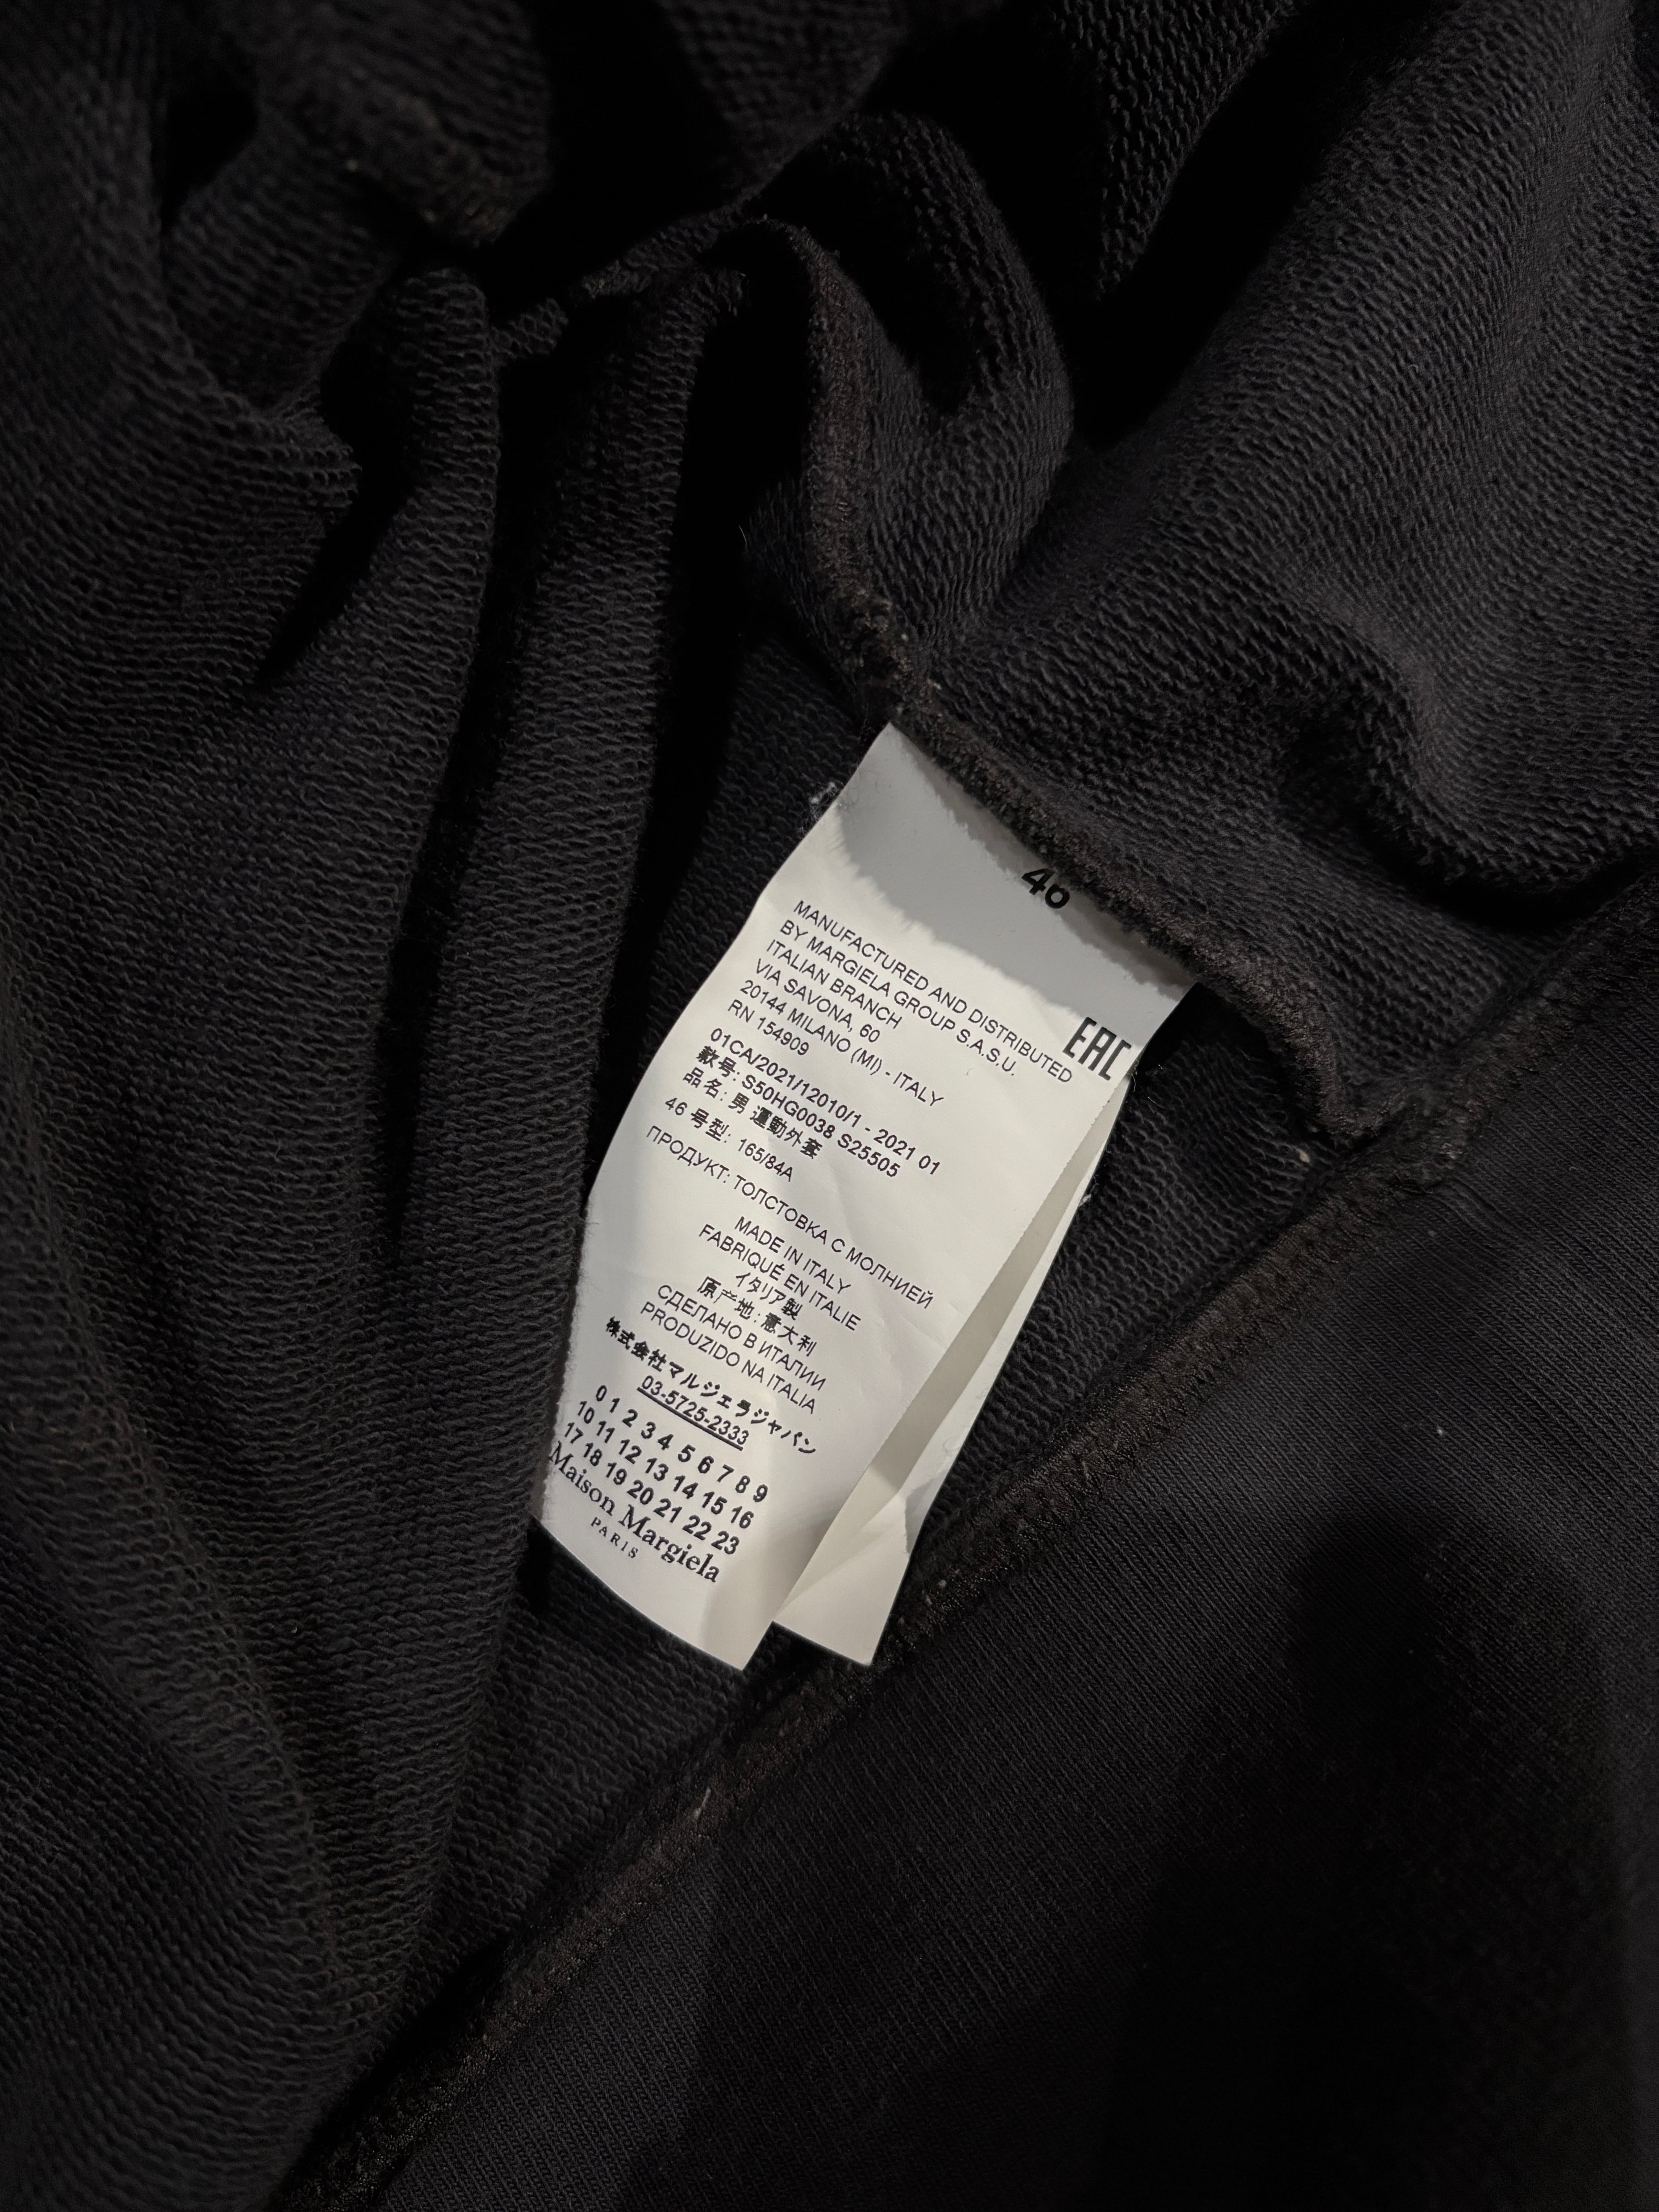 46
MANUFACTURED AND DISTRIBUTED
BY MARGIELA GROUP S.A.S.U.
ITALIAN BRANCH
VIA SAVONA, 60
20144 MILANO (MI) - ITALY
RN 154909
EAC
01CA/2021/12010/1 - 2021 01
款号: S50HG0038 S25505
品名: 男 運動外套
46 号型: 165/84A
ПРОДУКТ: ТОЛСТОВКА С МОЛНИЕЙ
MADE IN ITALY
FABRIQUÉ EN ITALIE
イタリア製
原产地: 意大利
СДЕЛАНО В ИТАЛИИ
PRODUZIDO NA ITALIA
株式会社マルジェラジャパン
03-5725-2333
0 1 2 3 4 5 6 7 8 9
10 11 12 13 14 15 16
17 18 19 20 21 22 23
Maison Margiela
PARIS